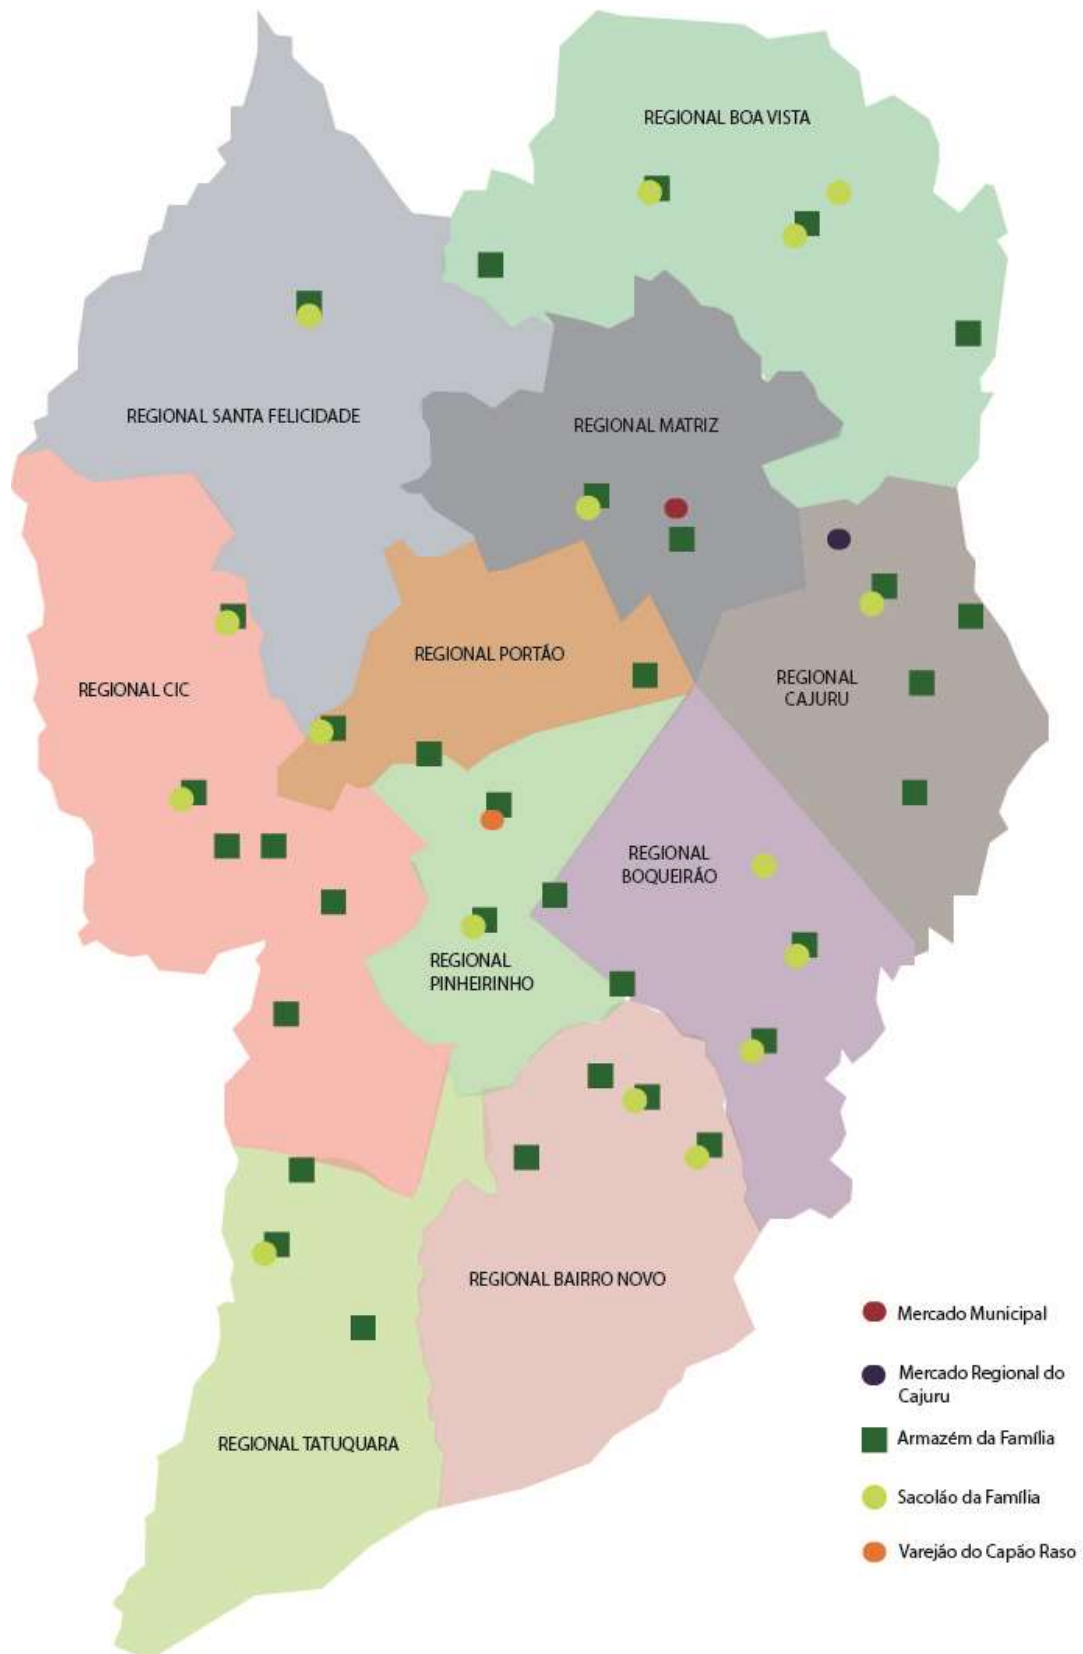 REGIONAL BOA VISTA
REGIONAL SANTA FELICIDADE
REGIONAL MATRIZ
REGIONAL PORTÃO
REGIONAL CIC
REGIONAL
CAJURU
REGIONAL
BOQUEIRÃO
REGIONAL
PINHEIRINHO
REGIONAL BAIRRO NOVO
REGIONAL TATUQUARA
Mercado Municipal
Mercado Regional do
Cajuru
Armazém da Família
Sacolão da Família
Varejão do Capão Raso